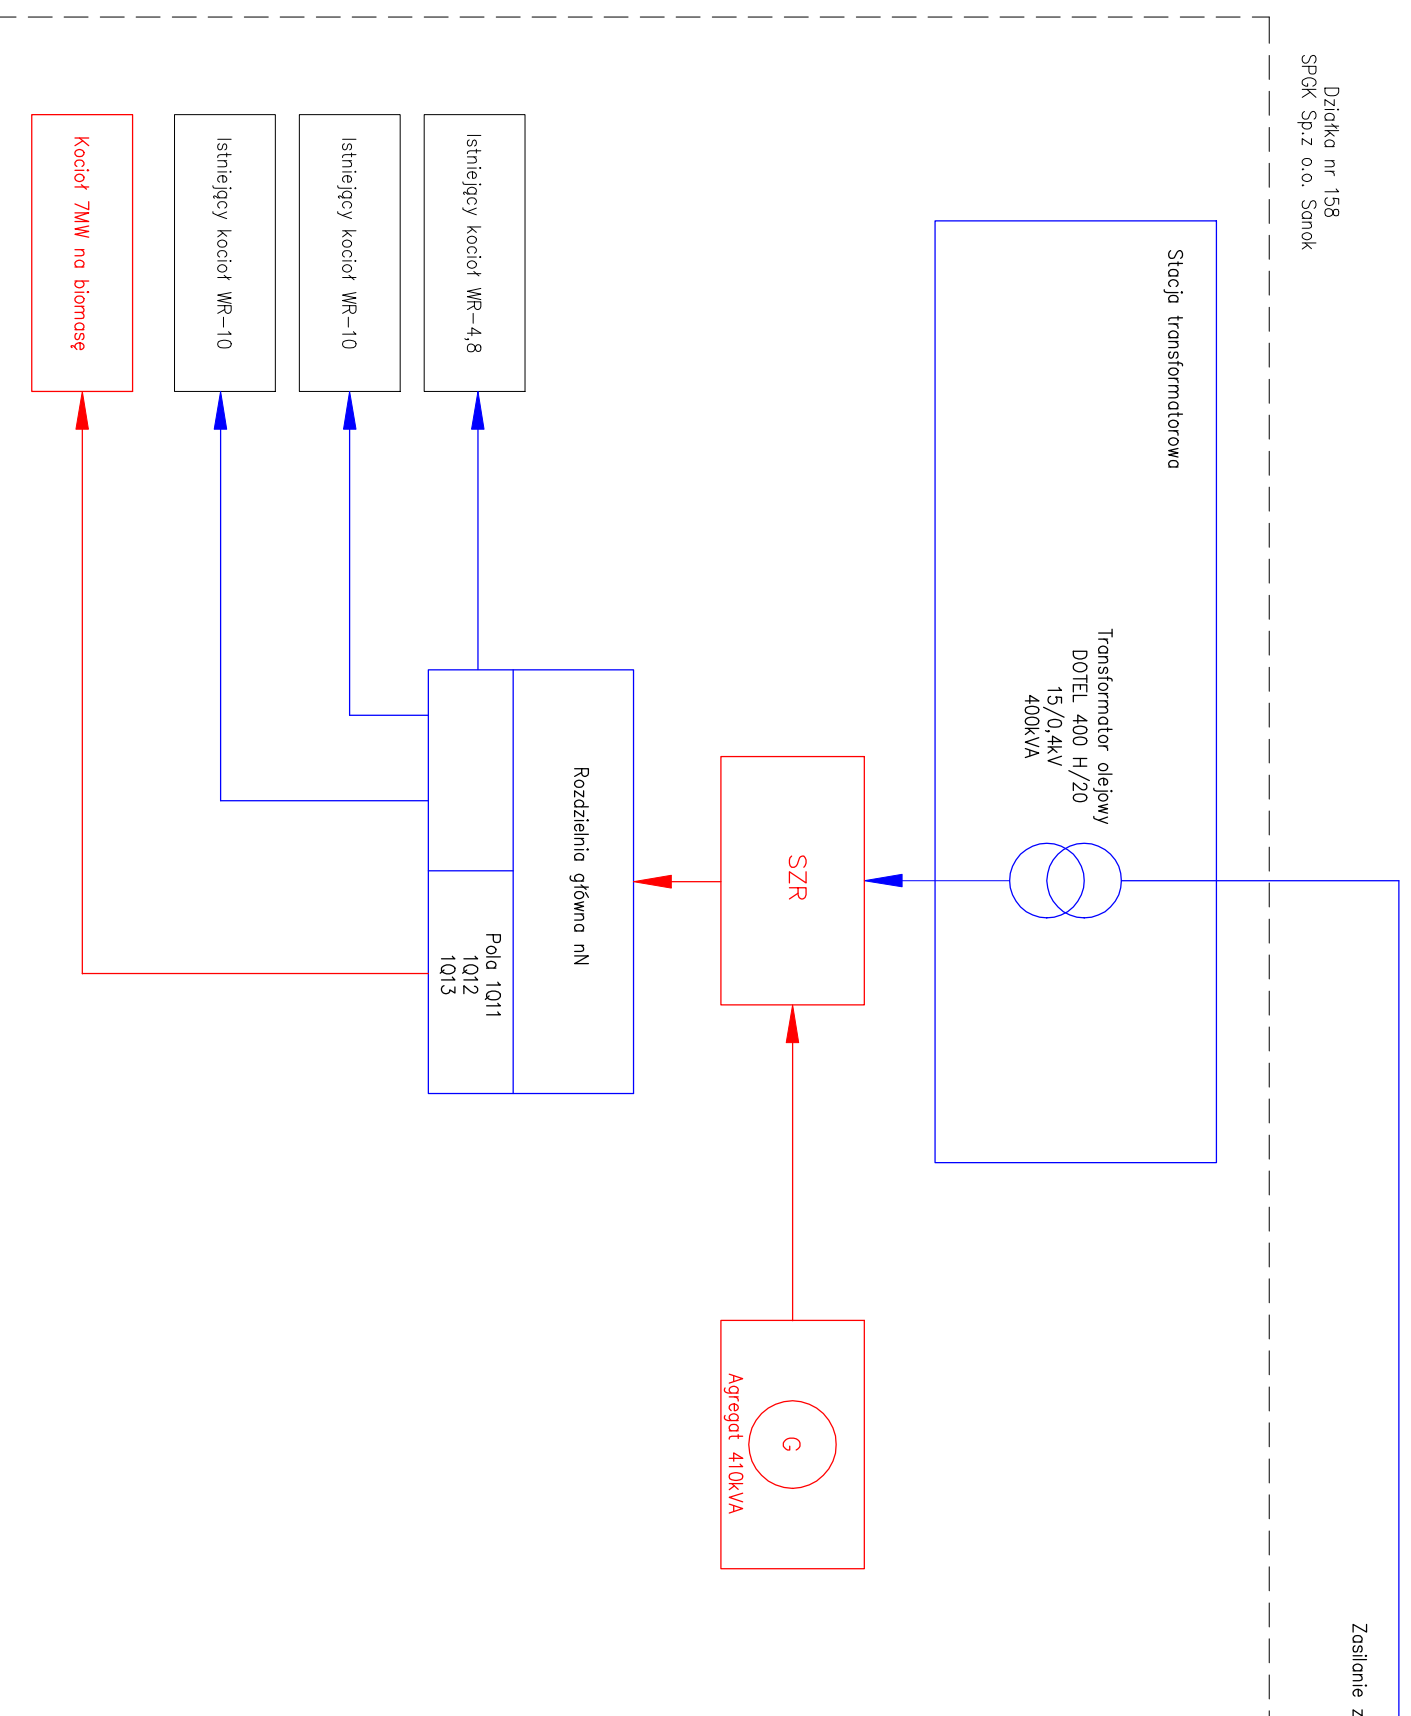 Działka nr 158
SPGK Sp.z o.o. Sanok
Zasilanie z
Stacja transformatorowa
Transformator olejowy
DOTEL 400 H/20
15/0,4kV
400kVA
SZR
G
Agregat 410kVA
Rozdzielnia główna nN
Pola 1Q11
1Q12
1Q13
Istniejący kocioł WR-4,8
Istniejący kocioł WR-10
Istniejący kocioł WR-10
Kocioł 7MW na biomasę